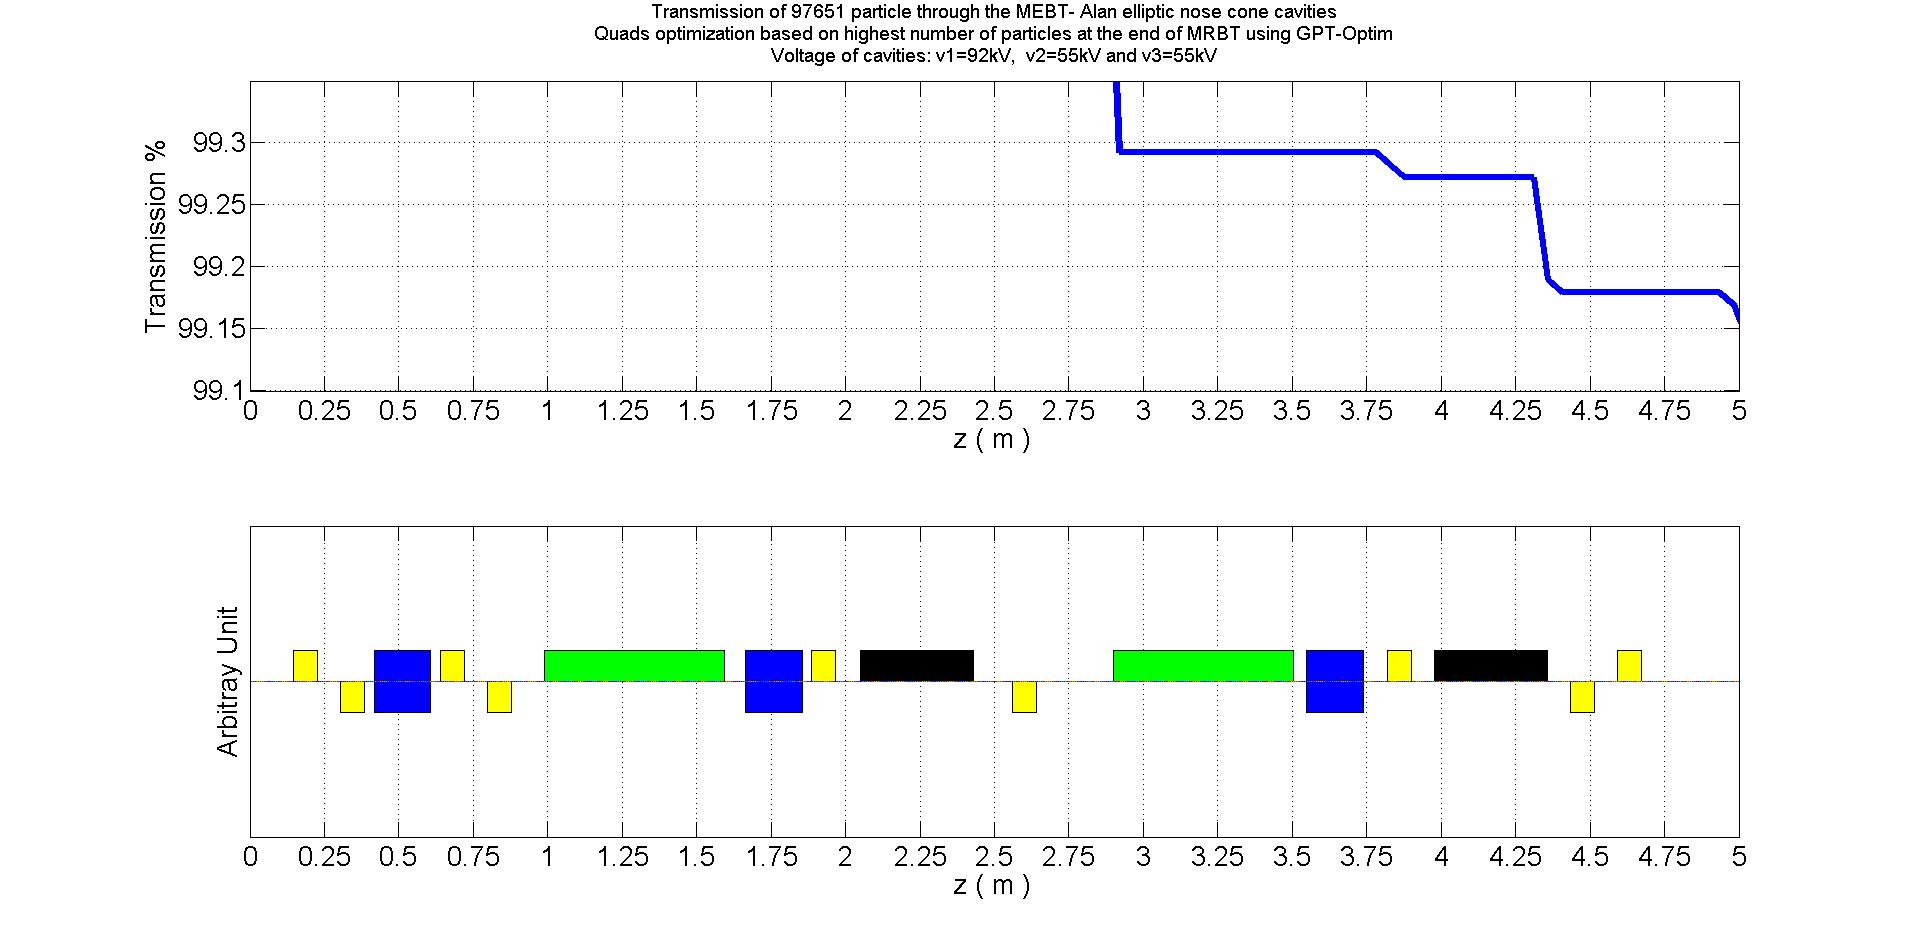 Transmission of 97651 particle through the MEBT- Alan elliptic nose cone cavities
Quads optimization based on highest number of particles at the end of MRBT using GPT-Optim
Voltage of cavities: v1=92kV, v2=55kV and v3=55kV
Transmission %
99.3
99.25
99.2
99.15
99.1
0 0.25 0.5 0.75 1 1.25 1.5 1.75 2 2.25 2.5 2.75 3 3.25 3.5 3.75 4 4.25 4.5 4.75 5
z ( m )
Arbitray Unit
0 0.25 0.5 0.75 1 1.25 1.5 1.75 2 2.25 2.5 2.75 3 3.25 3.5 3.75 4 4.25 4.5 4.75 5
z ( m )